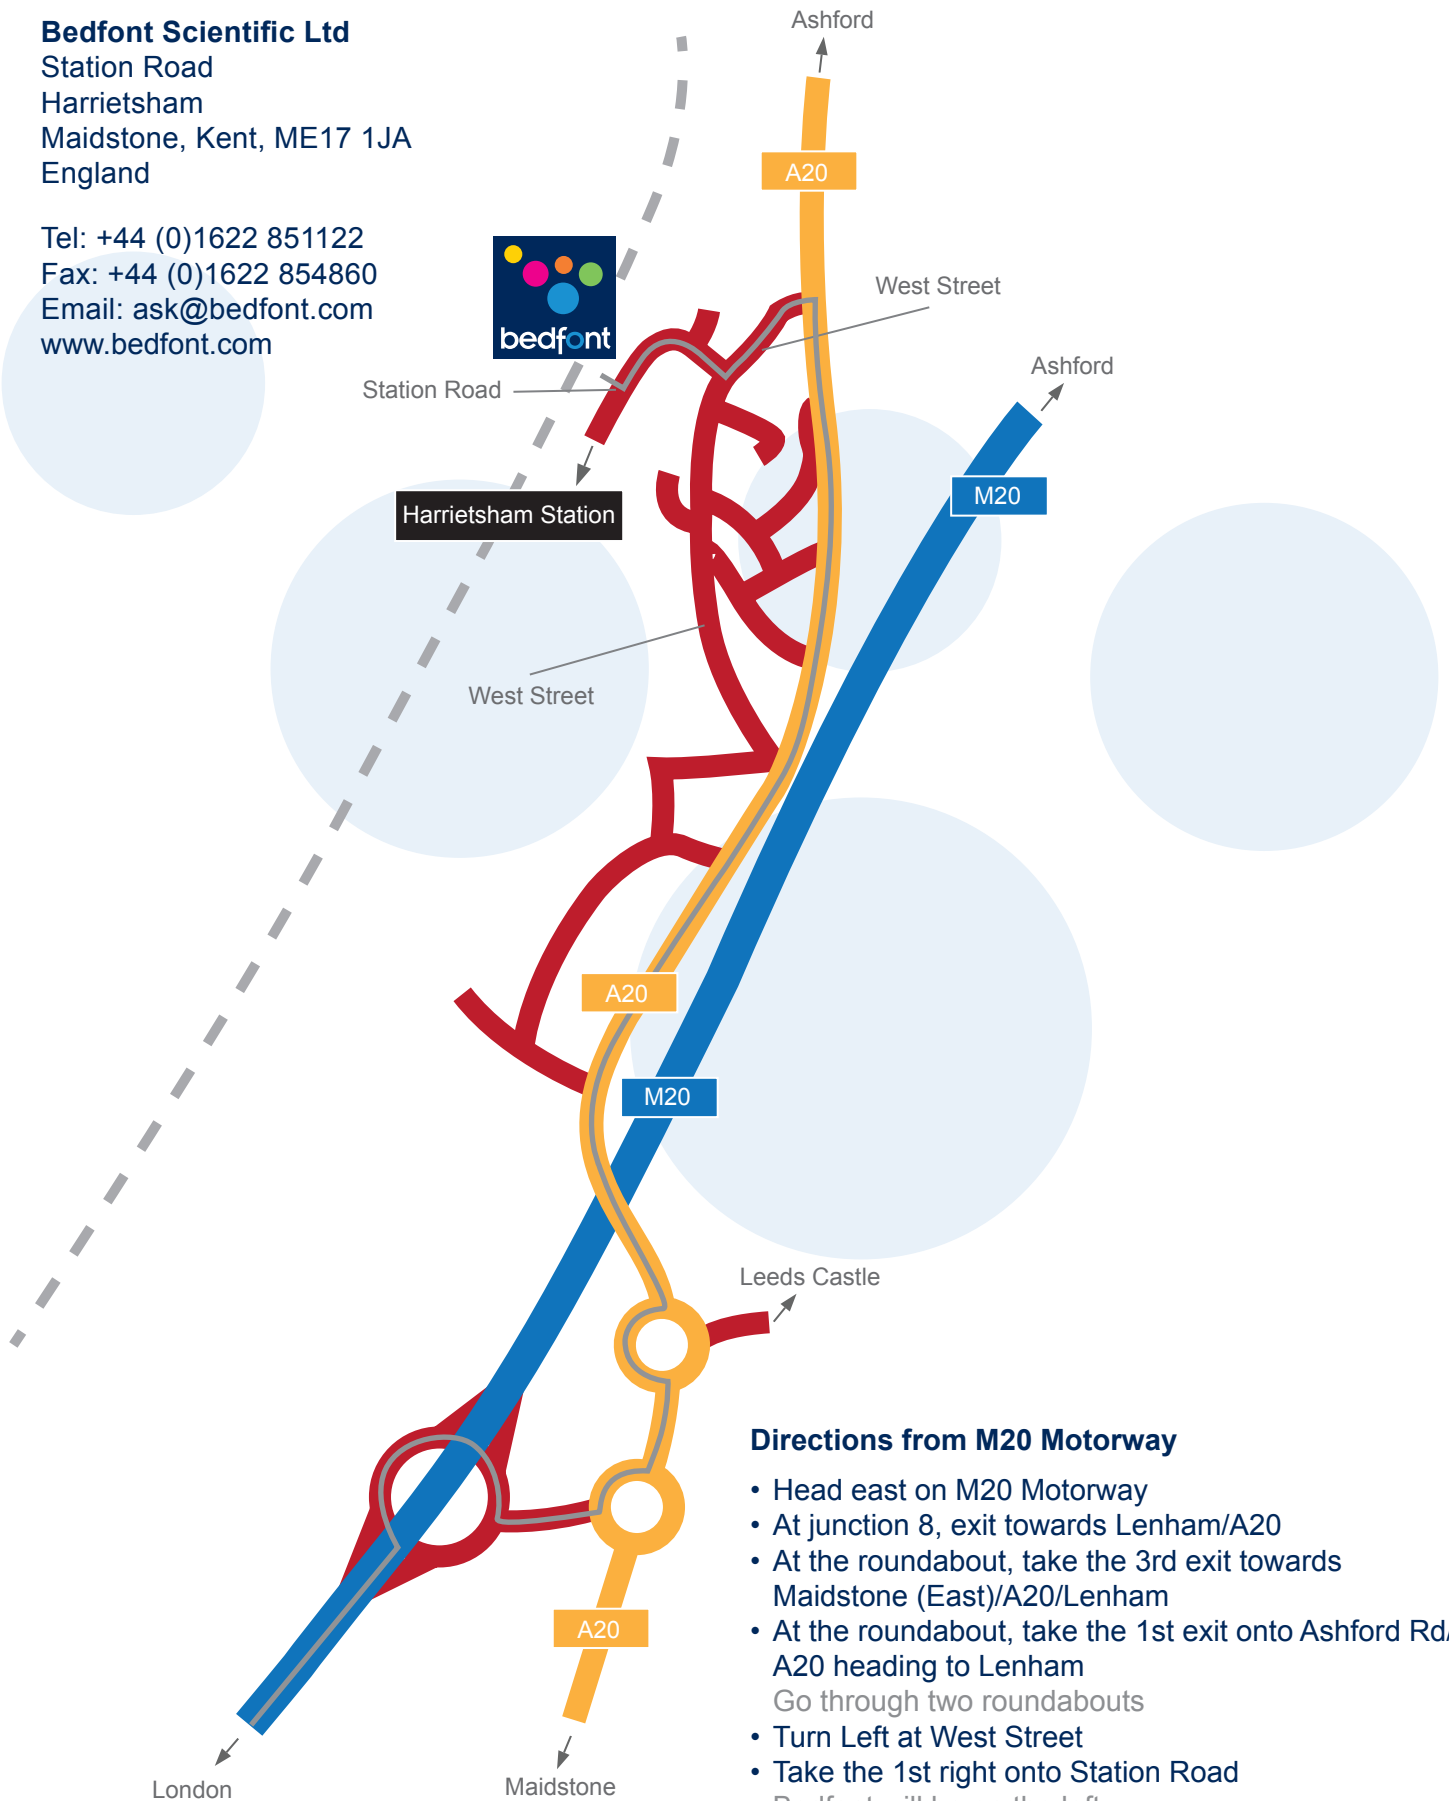 Bedfont Scientific Ltd
Station Road
Harrietsham
Maidstone, Kent, ME17 1JA
England
Tel: +44 (0)1622 851122
Fax: +44 (0)1622 854860
Email: ask@bedfont.com
www.bedfont.com
Ashford
A20
bedfont
West Street
Station Road
Ashford
M20
Harrietsham Station
West Street
A20
M20
Leeds Castle
A20
London
Maidstone
Directions from M20 Motorway
• Head east on M20 Motorway
• At junction 8, exit towards Lenham/A20
• At the roundabout, take the 3rd exit towards
Maidstone (East)/A20/Lenham
• At the roundabout, take the 1st exit onto Ashford Rd/
A20 heading to Lenham
Go through two roundabouts
• Turn Left at West Street
• Take the 1st right onto Station Road